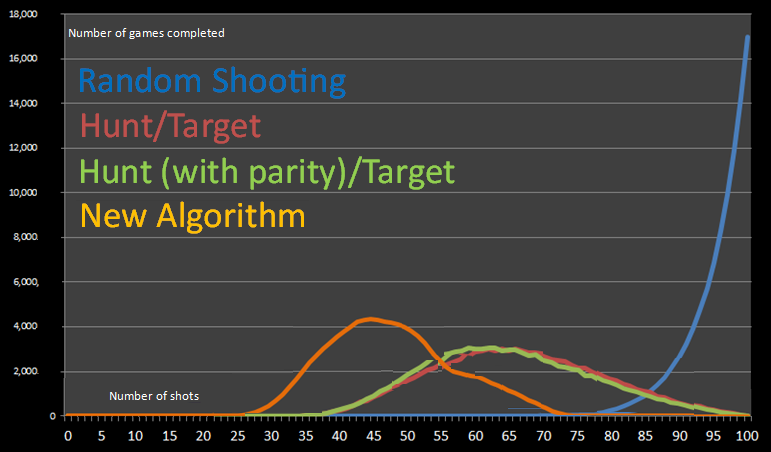 18,000
Number of games completed
16,000
Random Shooting
14,000
Hunt/Target
12,000
Hunt (with parity)/Target
10,000
New Algorithm
8,000
6,000
4,000
2,000
Number of shots
0
0 5 10 15 20 25 30 35 40 45 50 55 60 65 70 75 80 85 90 95 100